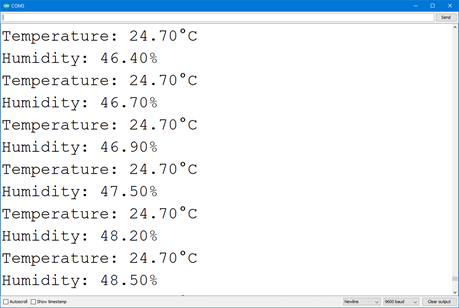 COM3
Send
Temperature: 24.70°C
Humidity: 46.40%
Temperature: 24.70°C
Humidity: 46.70%
Temperature: 24.70°C
Humidity: 46.90%
Temperature: 24.70°C
Humidity: 47.50%
Temperature: 24.70°C
Humidity: 48.20%
Temperature: 24.70°C
Humidity: 48.50%
Autoscroll Show timestamp Newline 9600 baud Clear output